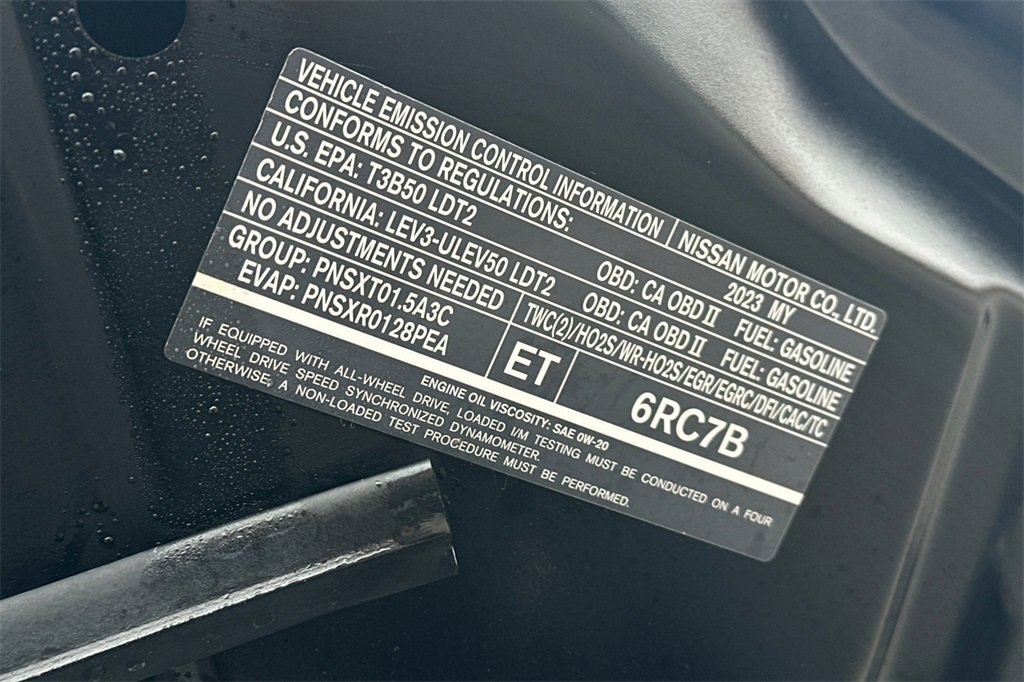 VEHICLE EMISSION CONTROL INFORMATION NISSAN MOTOR CO., LTD.
CONFORMS TO REGULATIONS: 2023 MY
U.S. EPA: T3B50 LDT2 OBD: CA OBD II FUEL: GASOLINE
CALIFORNIA: LEV3-ULEV50 LDT2 OBD: CA OBD II FUEL: GASOLINE
NO ADJUSTMENTS NEEDED TWC(2)/HO2S/WR-HO2S/EGR/EGRC/DFI/CAC/TC
GROUP: PNSXT01.5A3C
EVAP: PNSXR0128PEA
ET
6RC7B
ENGINE OIL VISCOSITY: SAE 0W-20
IF EQUIPPED WITH ALL-WHEEL DRIVE, LOADED I/M TESTING MUST BE CONDUCTED ON A FOUR
WHEEL DRIVE SPEED SYNCHRONIZED DYNAMOMETER.
OTHERWISE, A NON-LOADED TEST PROCEDURE MUST BE PERFORMED.